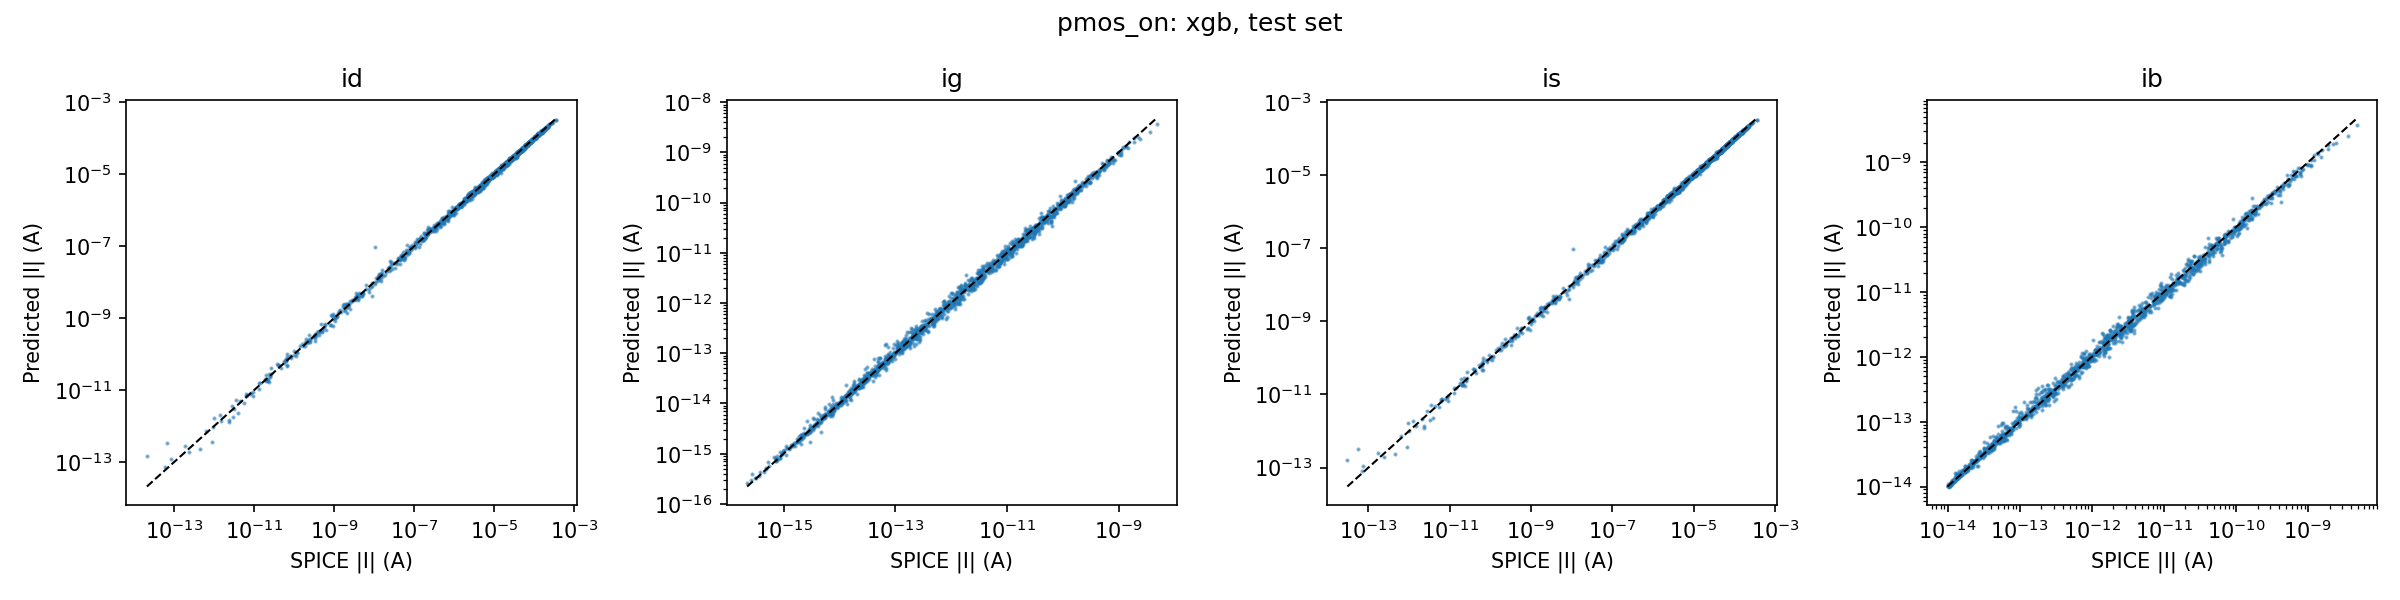 pmos_on: xgb, test set
id
Predicted |I| (A)
10⁻³
10⁻⁵
10⁻⁷
10⁻⁹
10⁻¹¹
10⁻¹³
10⁻¹³ 10⁻¹¹ 10⁻⁹ 10⁻⁷ 10⁻⁵ 10⁻³
SPICE |I| (A)
ig
Predicted |I| (A)
10⁻⁸
10⁻⁹
10⁻¹⁰
10⁻¹¹
10⁻¹²
10⁻¹³
10⁻¹⁴
10⁻¹⁵
10⁻¹⁶
10⁻¹⁵ 10⁻¹³ 10⁻¹¹ 10⁻⁹
SPICE |I| (A)
is
Predicted |I| (A)
10⁻³
10⁻⁵
10⁻⁷
10⁻⁹
10⁻¹¹
10⁻¹³
10⁻¹³ 10⁻¹¹ 10⁻⁹ 10⁻⁷ 10⁻⁵ 10⁻³
SPICE |I| (A)
ib
Predicted |I| (A)
10⁻⁹
10⁻¹⁰
10⁻¹¹
10⁻¹²
10⁻¹³
10⁻¹⁴
10⁻¹⁴ 10⁻¹³ 10⁻¹² 10⁻¹¹ 10⁻¹⁰ 10⁻⁹
SPICE |I| (A)